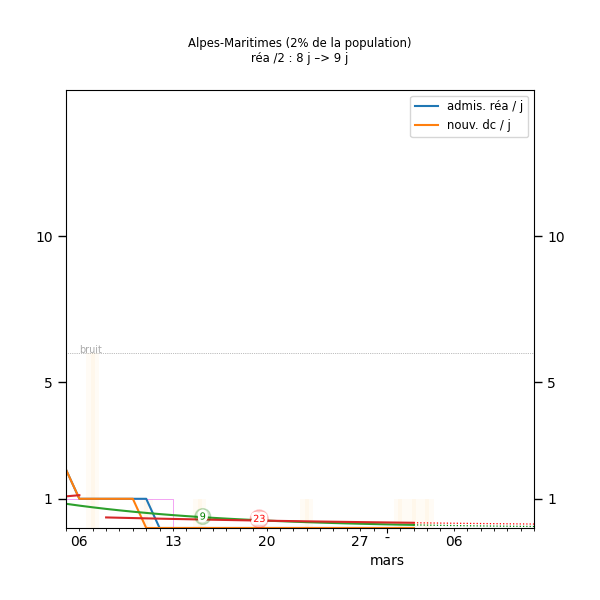 Alpes-Maritimes (2% de la population)
réa /2 : 8 j –> 9 j
admis. réa / j
nouv. dc / j
10
10
bruit
5
5
1
1
9
23
06
13
20
27
-
06
mars